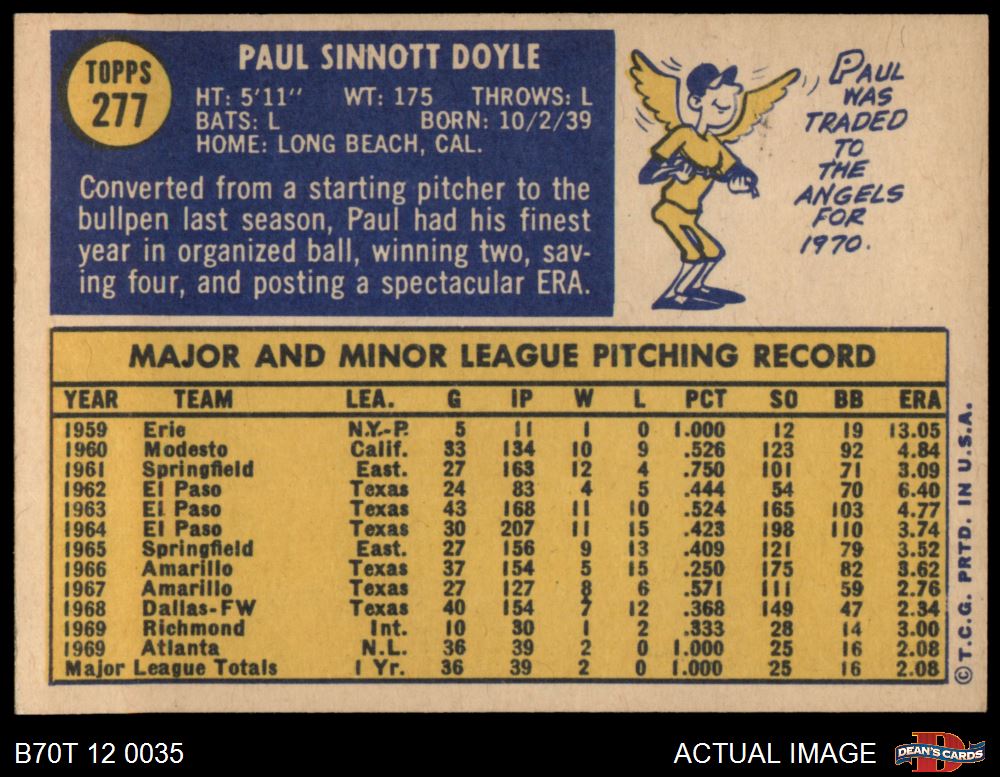 TOPPS
277
PAUL SINNOTT DOYLE
HT: 5'11" WT: 175 THROWS: L
BATS: L BORN: 10/2/39
HOME: LONG BEACH, CAL.
Converted from a starting pitcher to the
bullpen last season, Paul had his finest
year in organized ball, winning two, sav-
ing four, and posting a spectacular ERA.
PAUL
WAS
TRADED
TO
THE
ANGELS
FOR
1970.
MAJOR AND MINOR LEAGUE PITCHING RECORD
YEAR TEAM LEA. G IP W L PCT SO BB ERA
1959 Erie N.Y.-P. 5 11 1 0 1.000 12 19 13.05
1960 Modesto Calif. 33 134 10 9 .526 123 92 4.84
1961 Springfield East. 27 163 12 4 .750 101 71 3.09
1962 El Paso Texas 24 83 4 5 .444 54 70 6.40
1963 El Paso Texas 43 168 11 10 .524 165 103 4.77
1964 El Paso Texas 30 207 11 15 .423 198 110 3.74
1965 Springfield East. 27 156 9 13 .409 121 79 3.52
1966 Amarillo Texas 37 154 5 15 .250 175 82 3.62
1967 Amarillo Texas 27 127 8 6 .571 111 59 2.76
1968 Dallas-FW Texas 40 154 7 12 .368 149 47 2.34
1969 Richmond Int. 10 30 1 2 .333 28 14 3.00
1969 Atlanta N.L. 36 39 2 0 1.000 25 16 2.08
Major League Totals 1 Yr. 36 39 2 0 1.000 25 16 2.08
© T.C.G. PRTD. IN U.S.A.
B70T 12 0035
ACTUAL IMAGE
DEAN'S CARDS